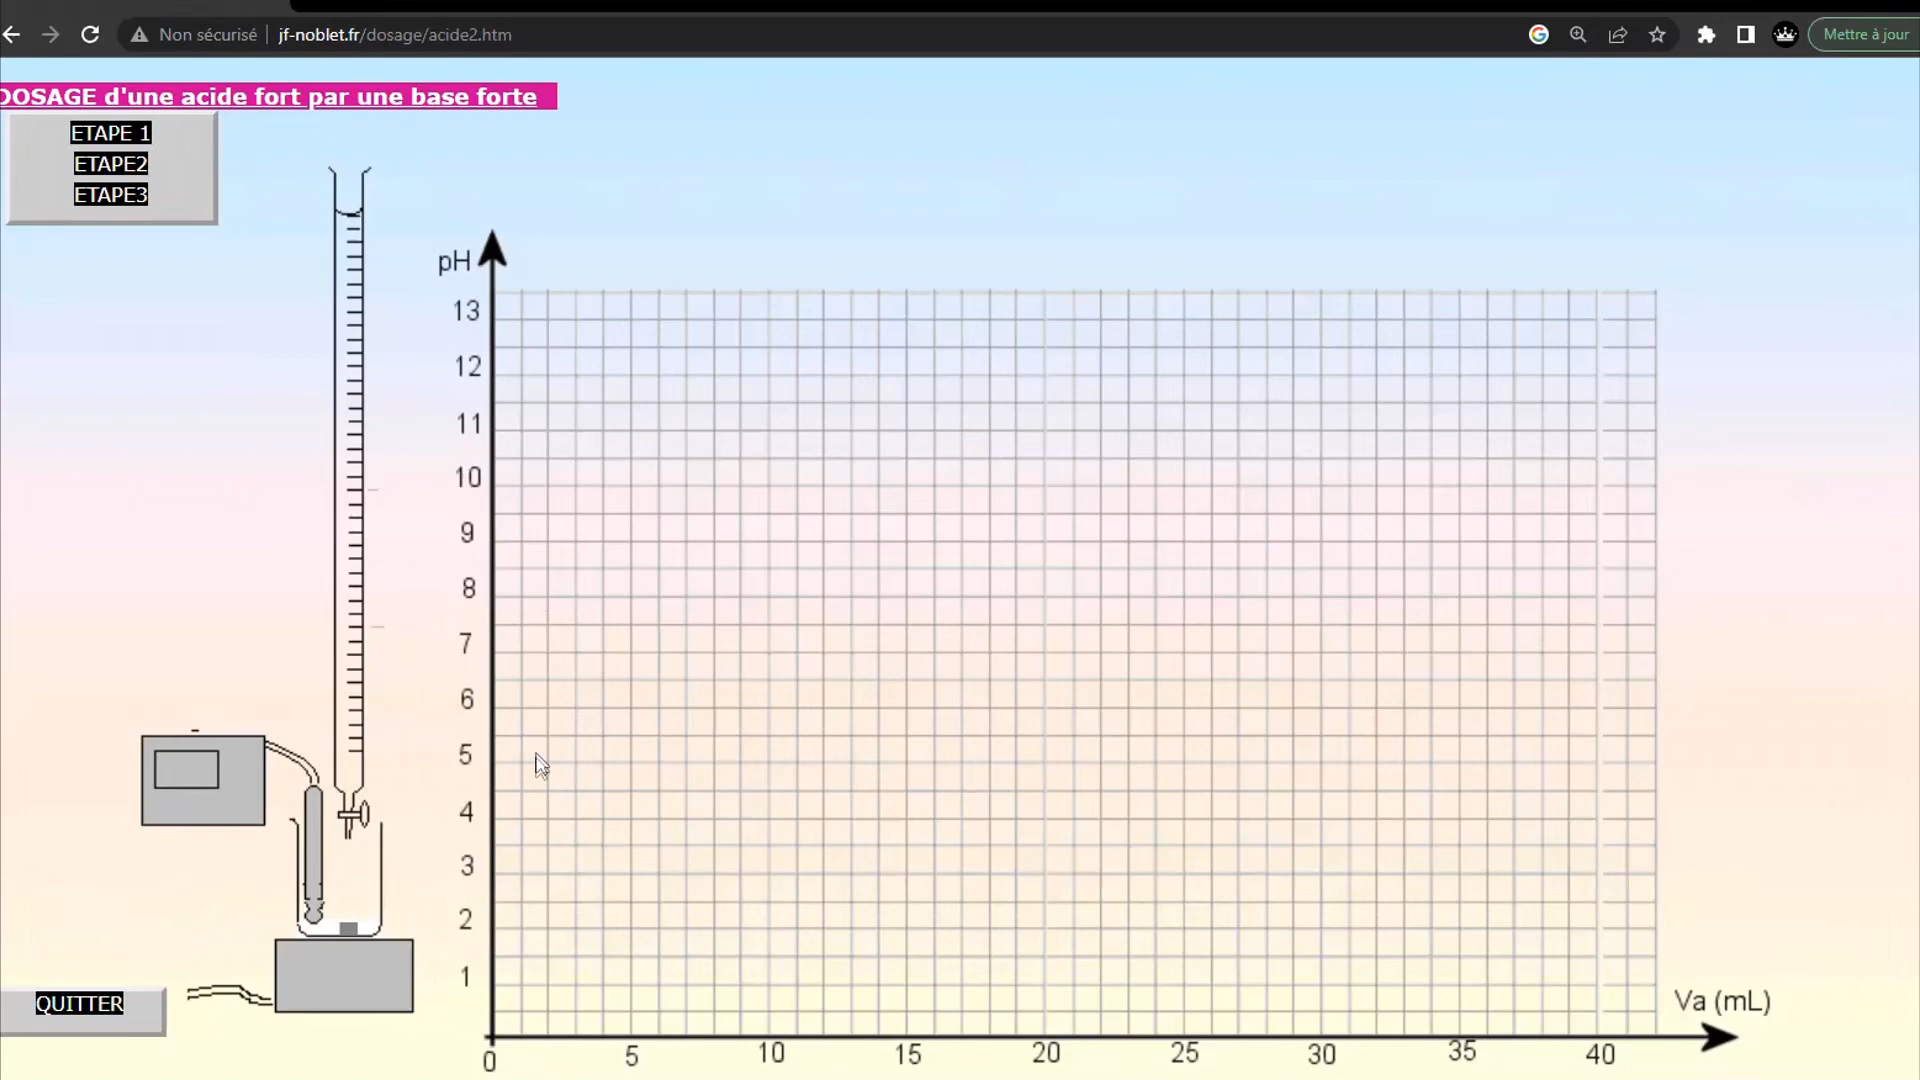 Non sécurisé jf-noblet.fr/dosage/acide2.htm Mettre à jour
DOSAGE d'une acide fort par une base forte
ETAPE 1
ETAPE2
ETAPE3
pH
13
12
11
10
9
8
7
6
5
4
3
2
1
QUITTER
Va (mL)
0 5 10 15 20 25 30 35 40